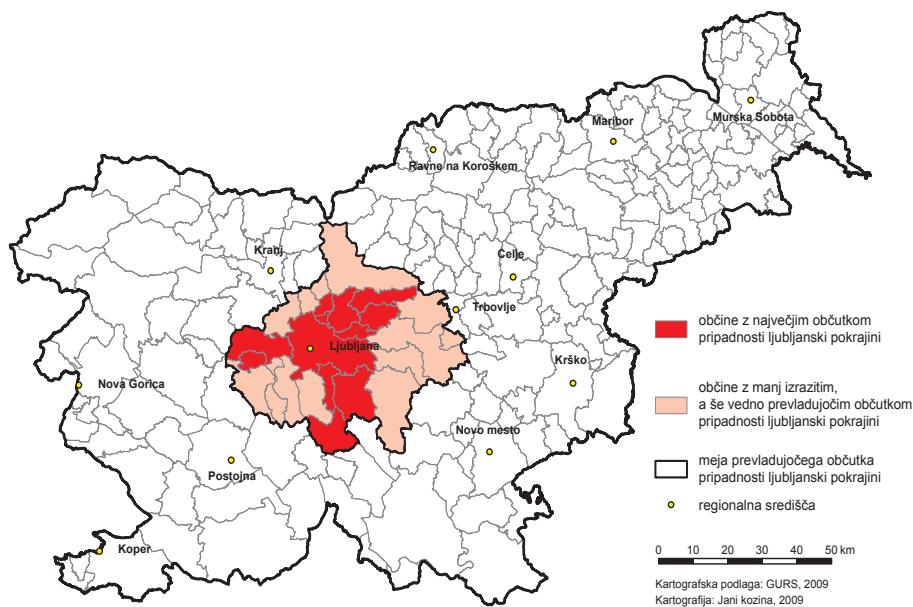 Murska Sobota
Maribor
Ravne na Koroškem
Kranj
Celje
Trbovlje
Ljubljana
Krško
Nova Gorica
Novo mesto
Postojna
Koper
občine z največjim občutkom
pripadnosti ljubljanski pokrajini
občine z manj izrazitim,
a še vedno prevladujočim občutkom
pripadnosti ljubljanski pokrajini
meja prevladujočega občutka
pripadnosti ljubljanski pokrajini
regionalna središča
0 10 20 30 40 50 km
Kartografska podlaga: GURS, 2009
Kartografija: Jani kozina, 2009